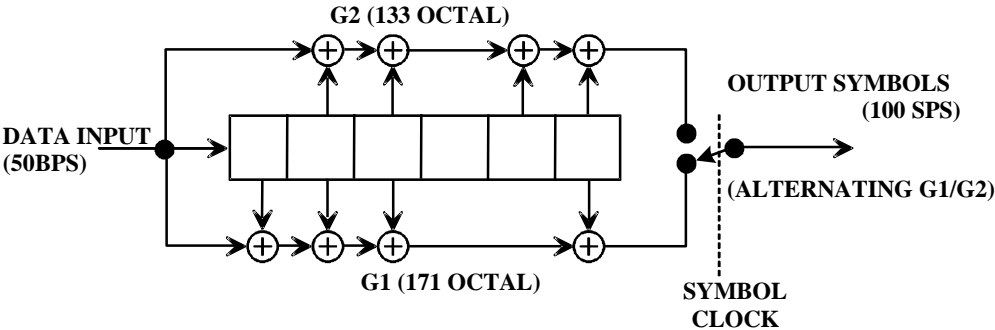 G2 (133 OCTAL)
OUTPUT SYMBOLS
(100 SPS)
DATA INPUT
(50BPS)
(ALTERNATING G1/G2)
G1 (171 OCTAL)
SYMBOL
CLOCK